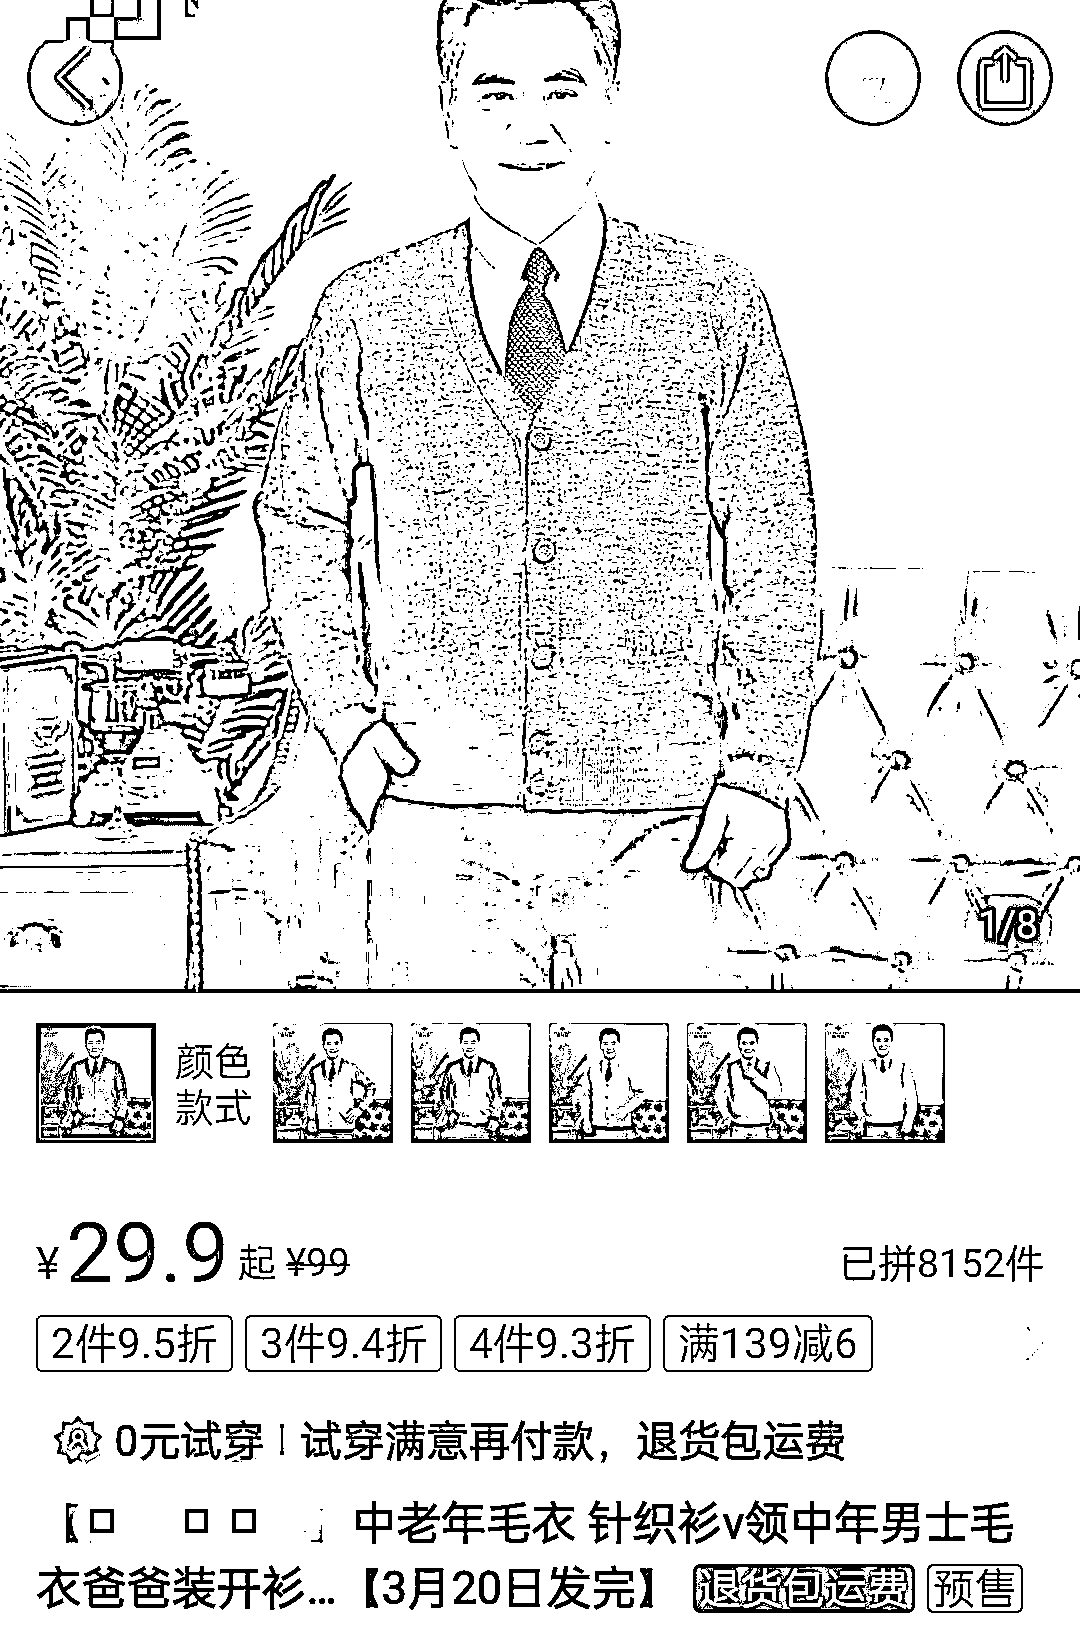 1/8
颜色
款式
¥29.9起 ¥99
已拼8152件
2件9.5折 3件9.4折 4件9.3折 满139减6
0元试穿 | 试穿满意再付款，退货包运费
中老年毛衣 针织衫v领中年男士毛
衣爸爸装开衫...【3月20日发完】 退货包运费 预售